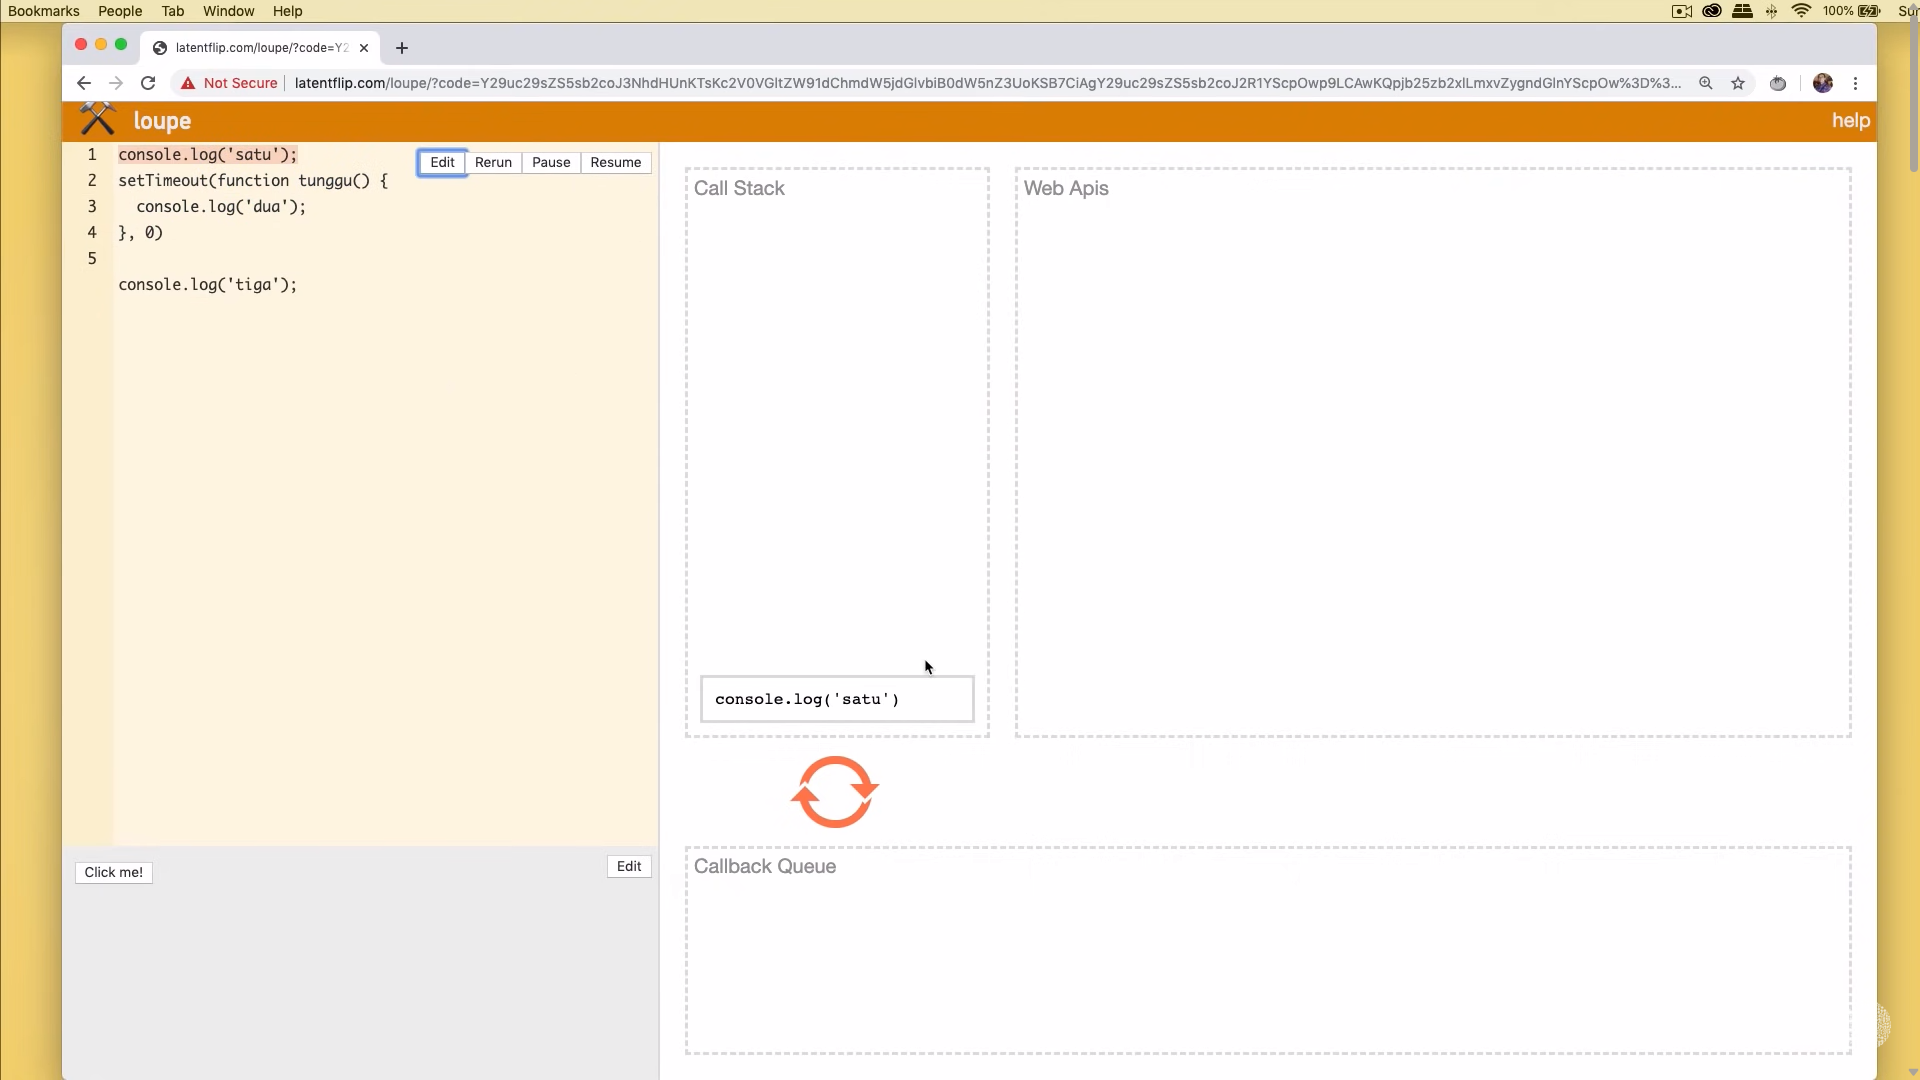 Bookmarks People Tab Window Help 100%
latentflip.com/loupe/?code=Y2
Not Secure latentflip.com/loupe/?code=Y29uc29sZS5sb2coJ3NhdHUnKTsKc2V0VGltZW91dChmdW5jdGlvbiB0dW5nZ3UoKSB7CiAgY29uc29sZS5sb2coJ2R1YScpOwp9LCAwKQpjb25zb2xlLmxvZygndGlnYScpOw%3D%3...
loupe help
1 console.log('satu');
Edit Rerun Pause Resume
2 setTimeout(function tunggu() {
3 console.log('dua');
4 }, 0)
5
console.log('tiga');
Call Stack
console.log('satu')
Web Apis
Callback Queue
Click me! Edit